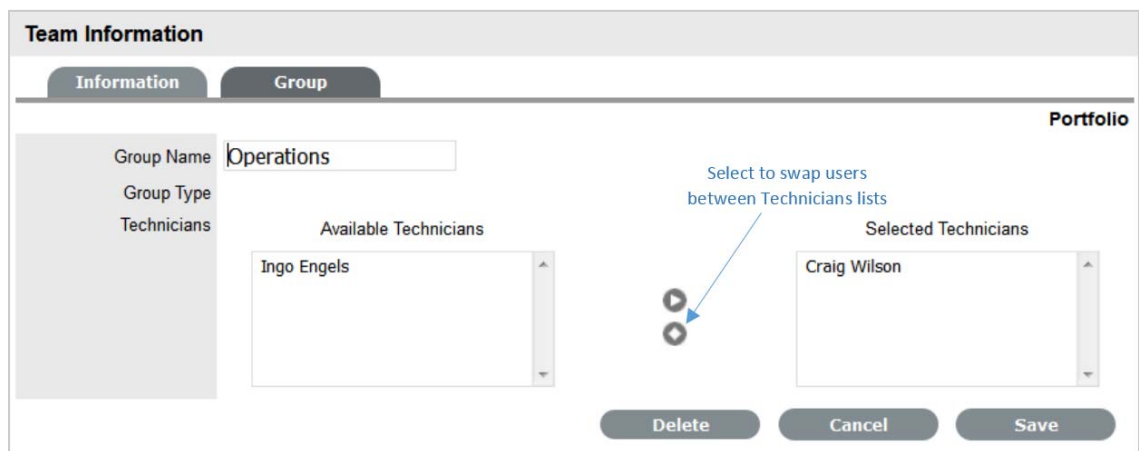 Team Information
Information Group
Portfolio
Group Name Operations
Group Type
Select to swap users
between Technicians lists
Technicians Available Technicians Selected Technicians
Ingo Engels Craig Wilson
Delete Cancel Save